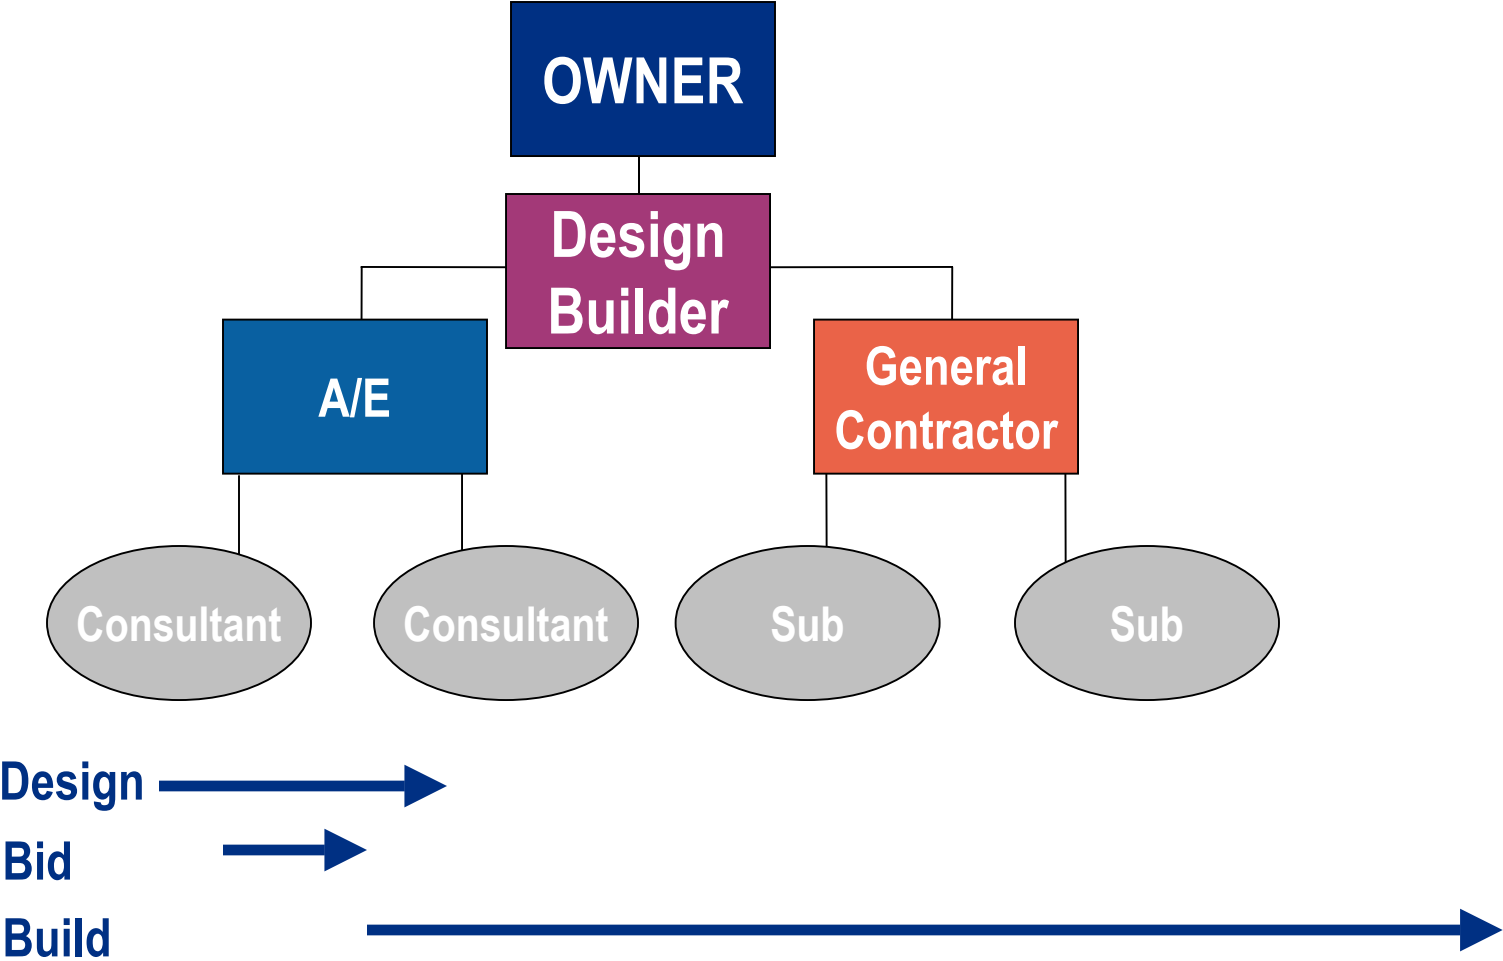 OWNER
Design
Builder
A/E
General
Contractor
Consultant
Consultant
Sub
Sub
Design
Bid
Build